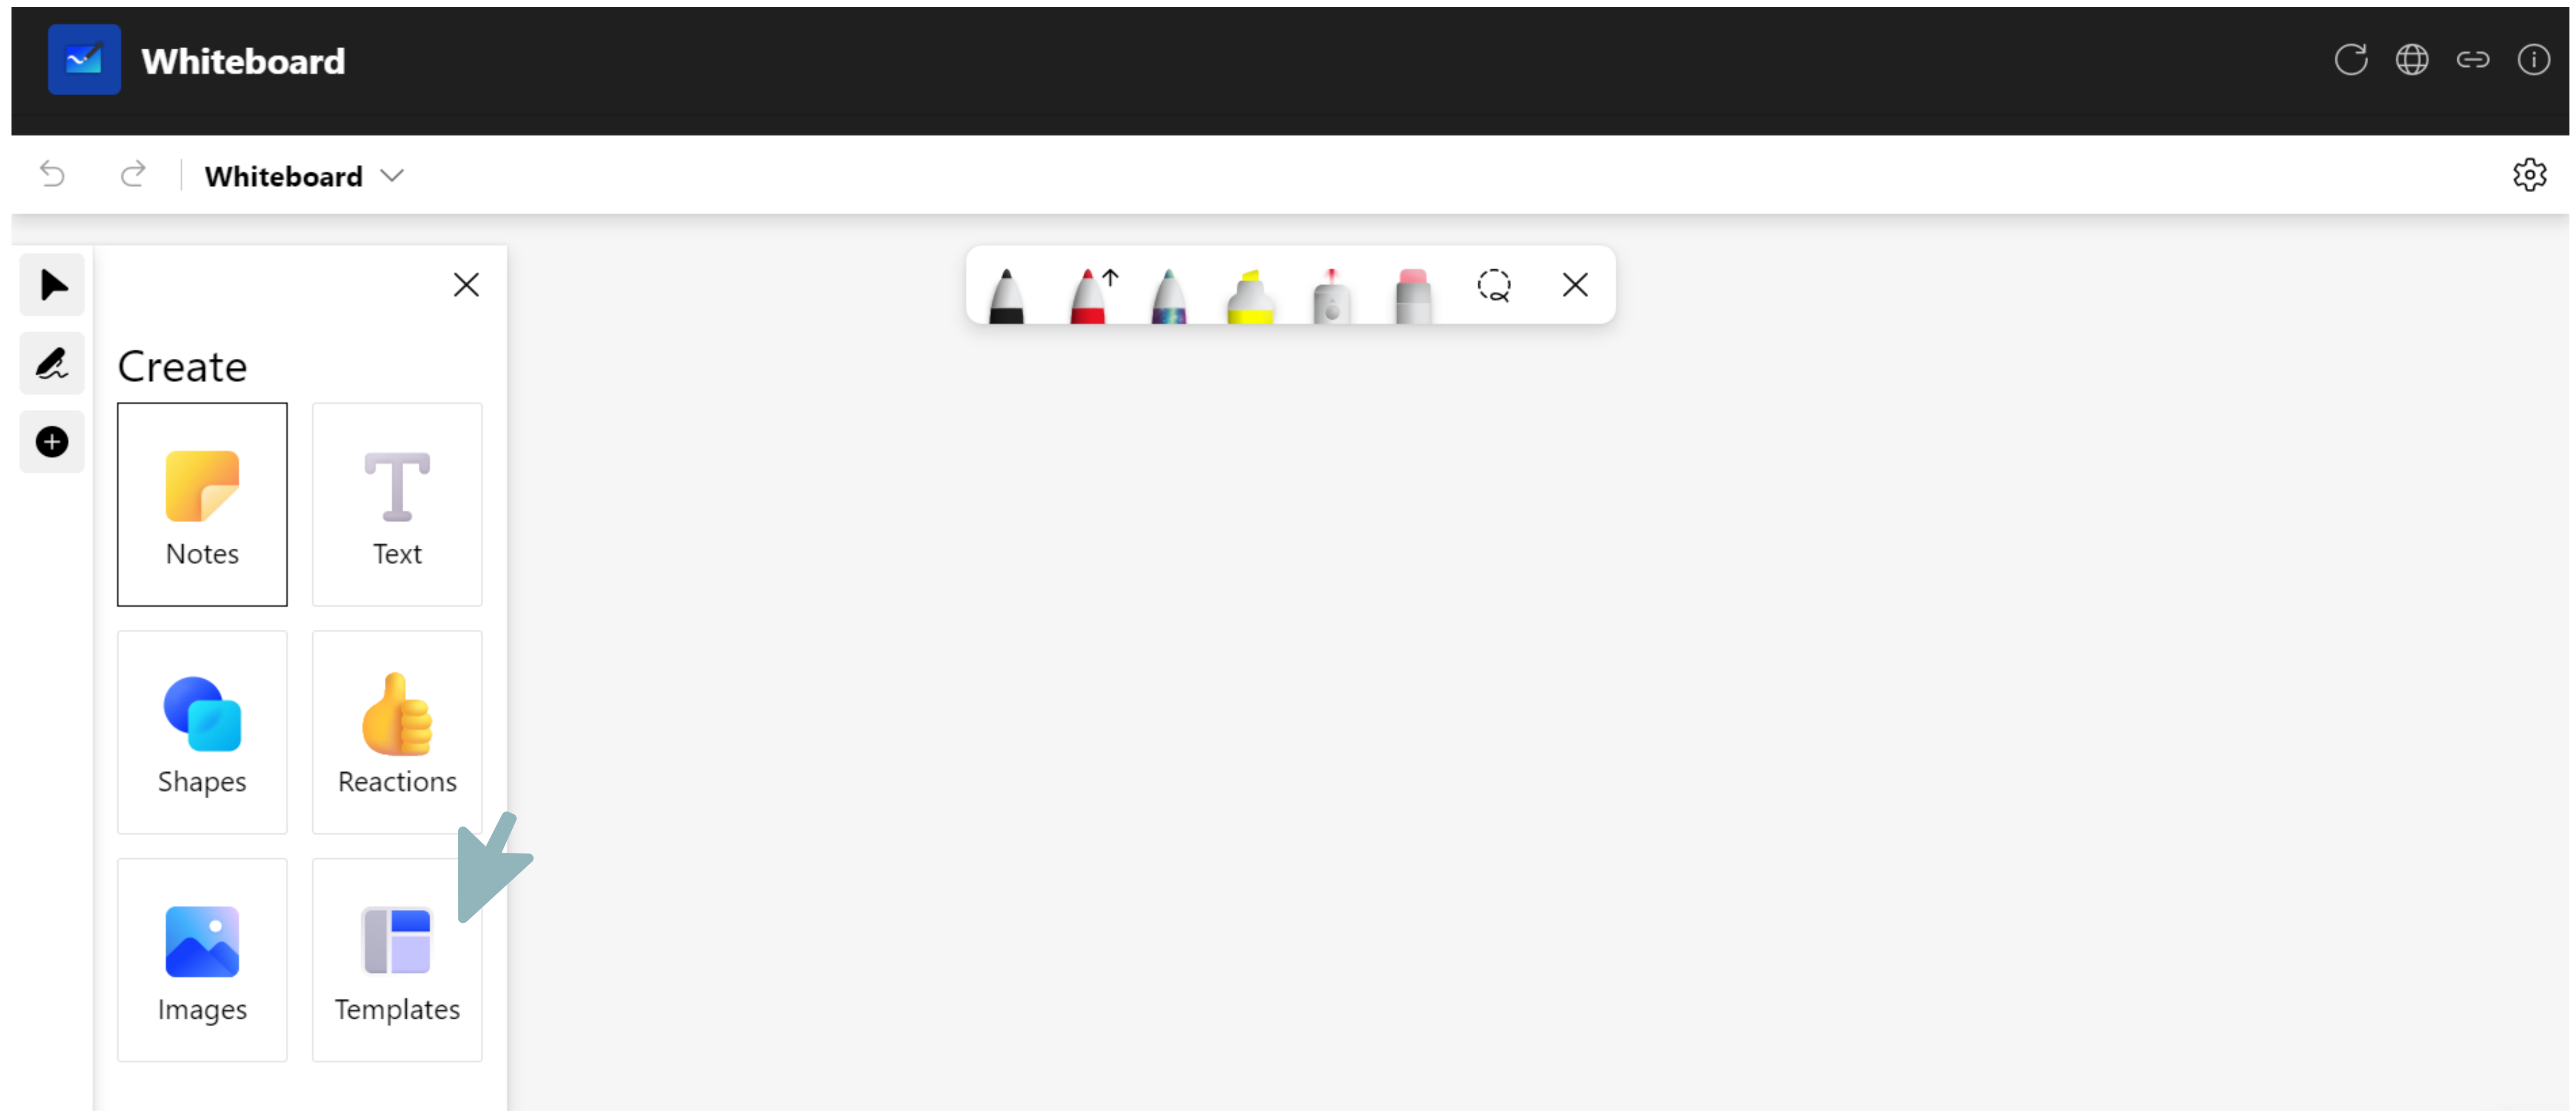 Whiteboard
Whiteboard
Create
Notes
Text
Shapes
Reactions
Images
Templates